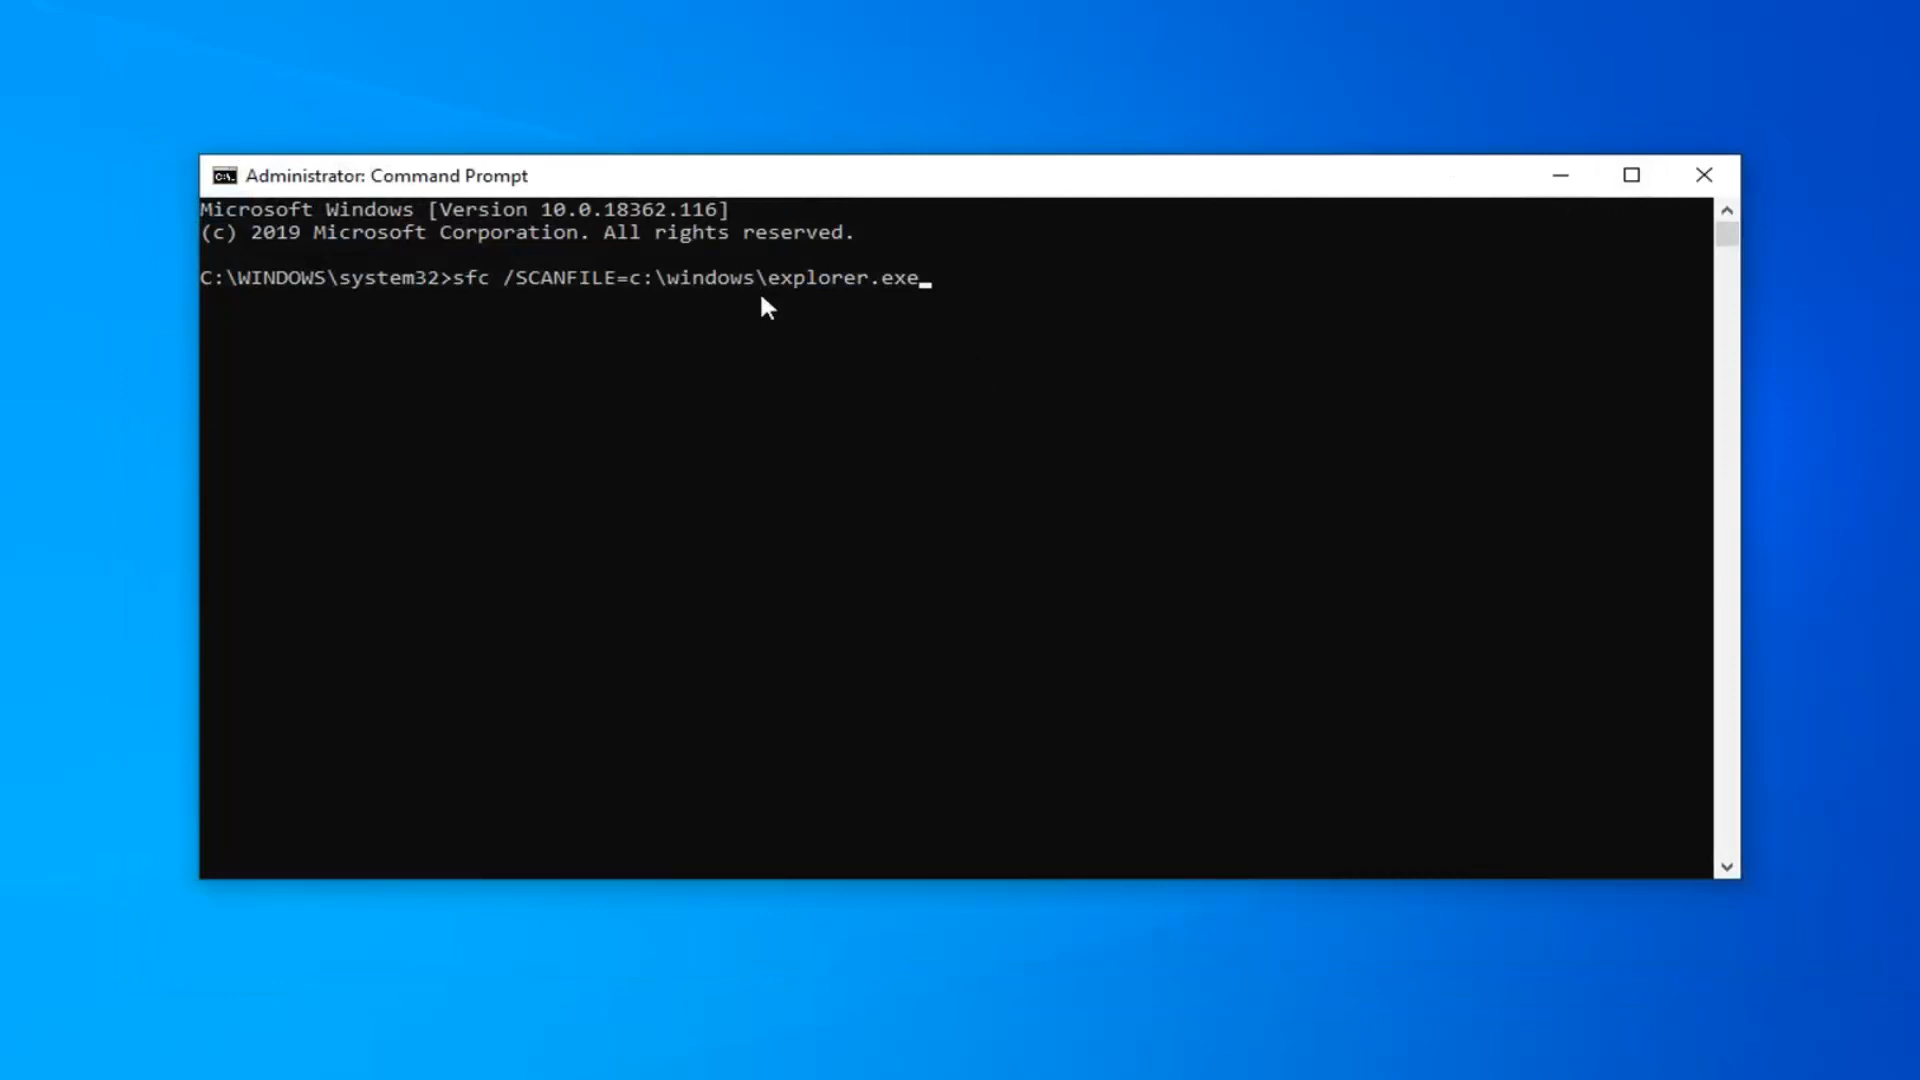 Administrator: Command Prompt
Microsoft Windows [Version 10.0.18362.116]
(c) 2019 Microsoft Corporation. All rights reserved.
C:\WINDOWS\system32>sfc /SCANFILE=c:\windows\explorer.exe